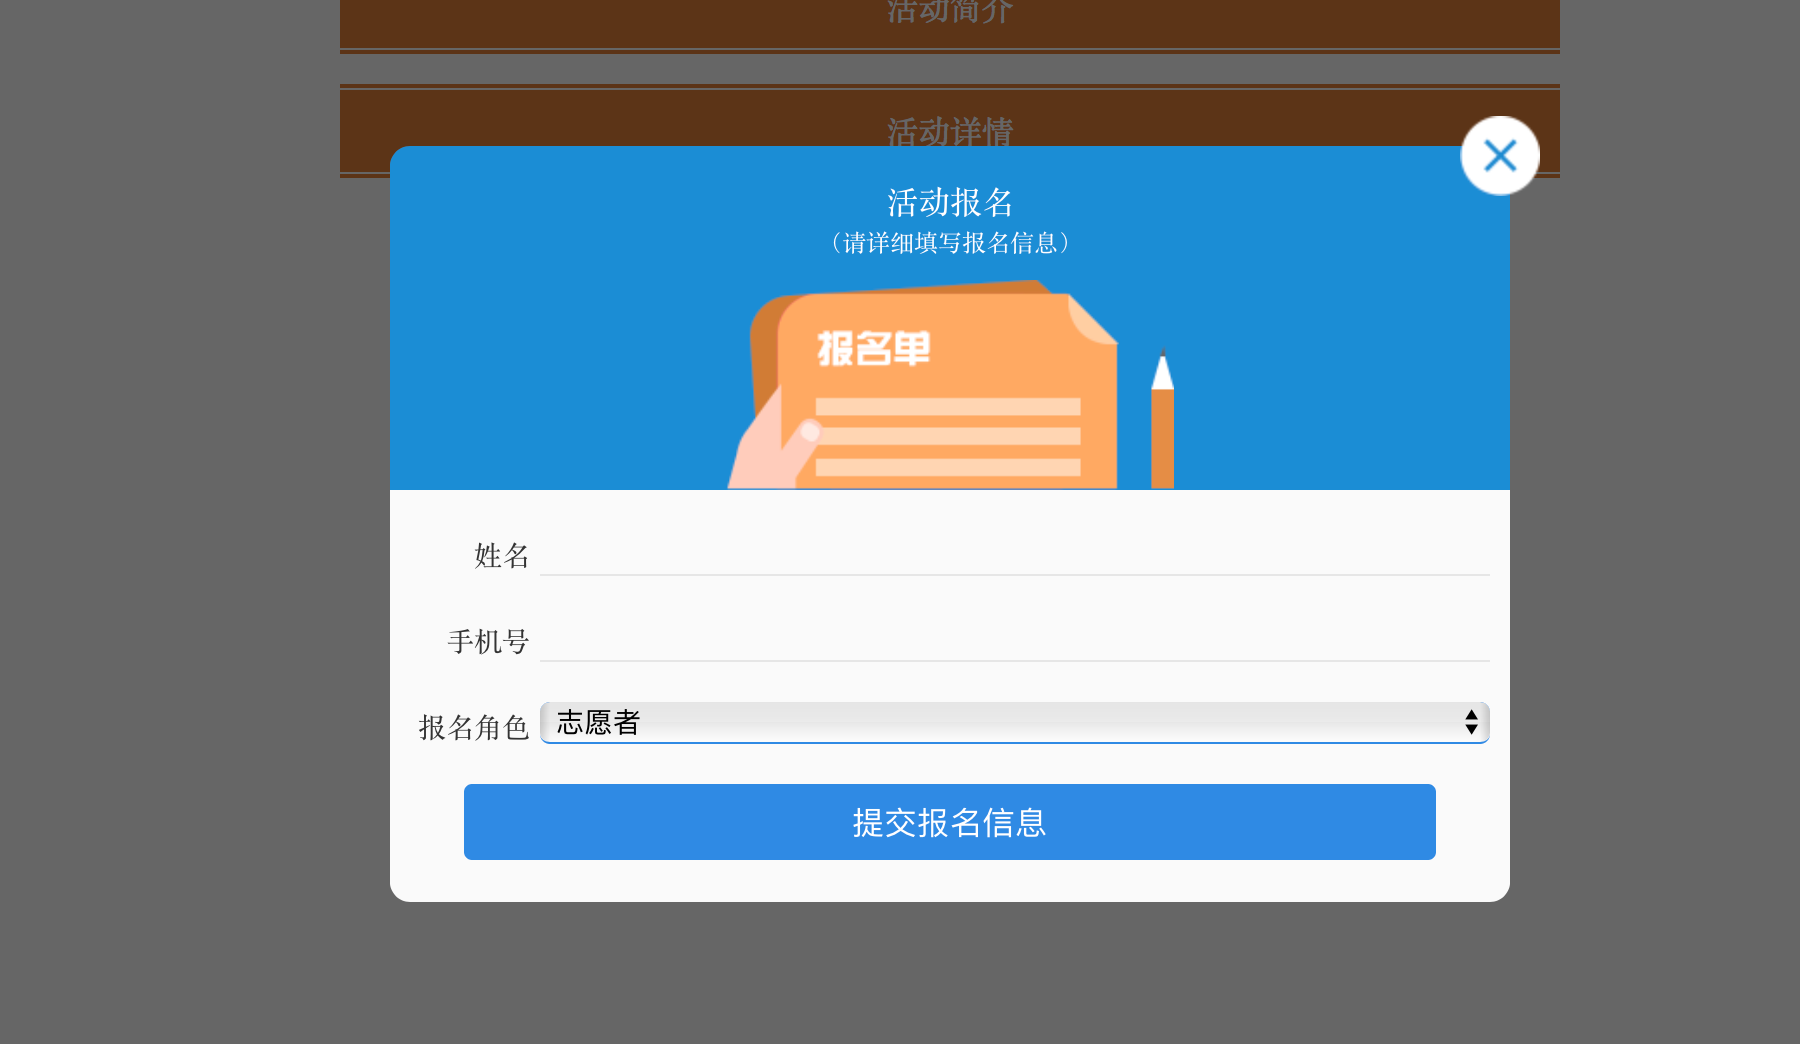 活动简介
活动详情
活动报名
（请详细填写报名信息）
报名单
姓名
手机号
报名角色
志愿者
提交报名信息